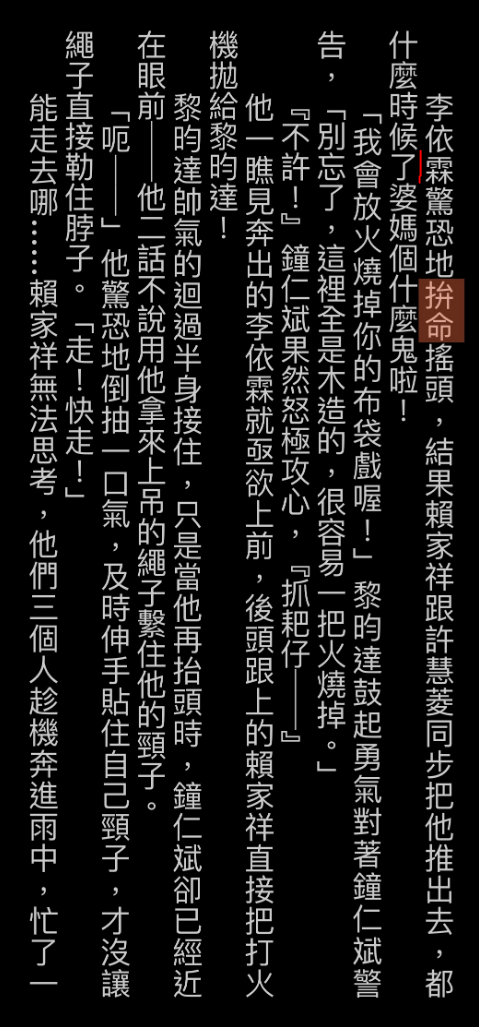 李依霖驚恐地拚命搖頭，結果賴家祥跟許慧菱同步把他推出去，都
什麼時候了婆媽個什麼鬼啦！
「我會放火燒掉你的布袋戲喔！」黎昀達鼓起勇氣對著鐘仁斌警
告，「別忘了，這裡全是木造的，很容易一把火燒掉。」
『不許！』鐘仁斌果然怒極攻心，『抓耙仔——』
他一瞧見奔出的李依霖就亟欲上前，後頭跟上的賴家祥直接把打火
機拋給黎昀達！
黎昀達帥氣的迴過半身接住，只是當他再抬頭時，鐘仁斌卻已經近
在眼前——他二話不說用他拿來上吊的繩子繫住他的頸子。
「呃——」他驚恐地倒抽一口氣，及時伸手貼住自己頸子，才沒讓
繩子直接勒住脖子。「走！快走！」
能走去哪……賴家祥無法思考，他們三個人趁機奔進雨中，忙了一